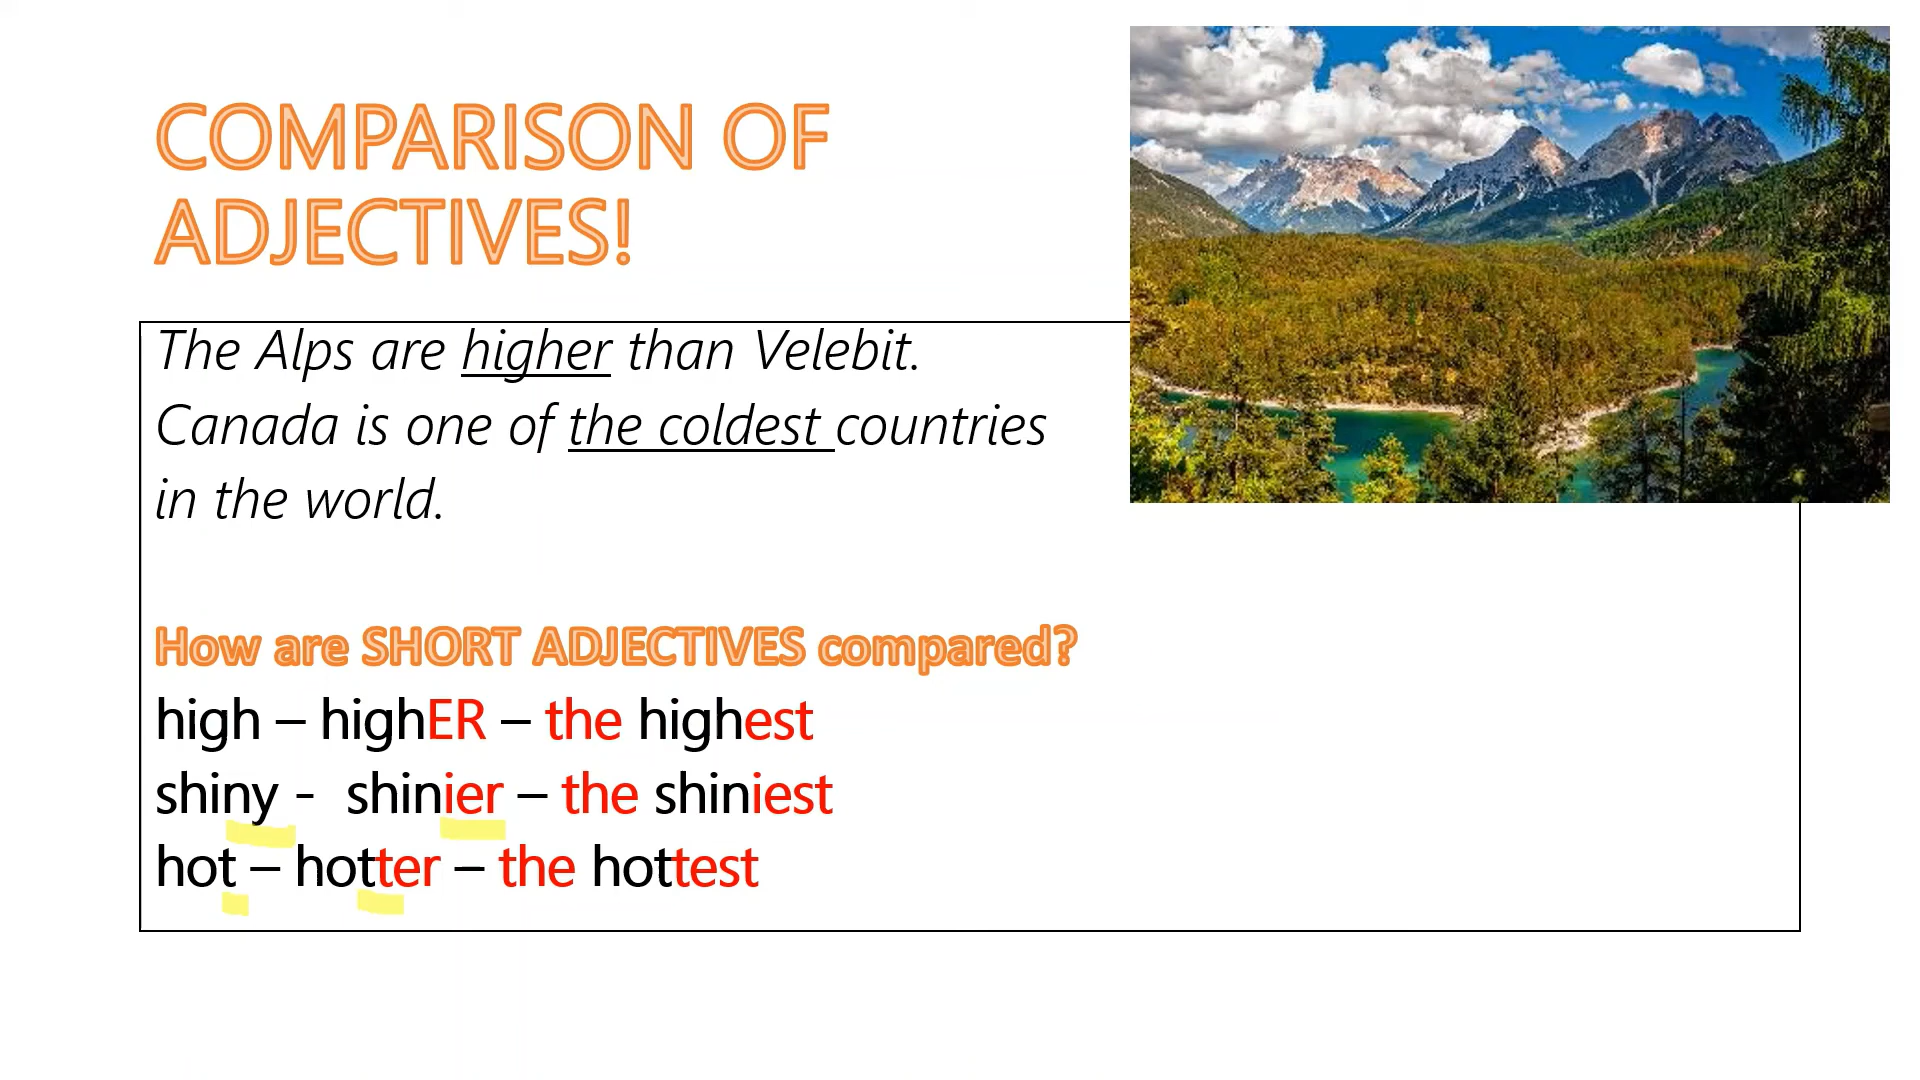 COMPARISON OF
ADJECTIVES!
The Alps are higher than Velebit.
Canada is one of the coldest countries
in the world.
How are SHORT ADJECTIVES compared?
high – highER – the highest
shiny - shinier – the shiniest
hot – hotter – the hottest